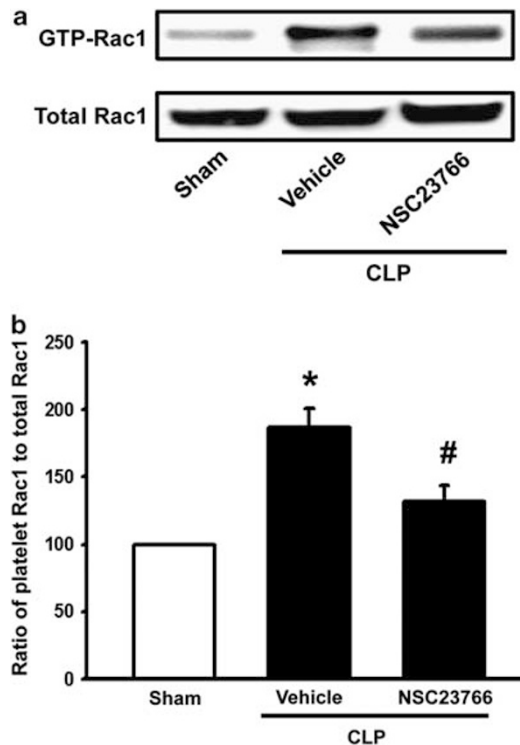 a
GTP-Rac1
Total Rac1
Sham
Vehicle
NSC23766
CLP
b
Ratio of platelet Rac1 to total Rac1
250
200
150
100
50
0
*
#
Sham
Vehicle
NSC23766
CLP